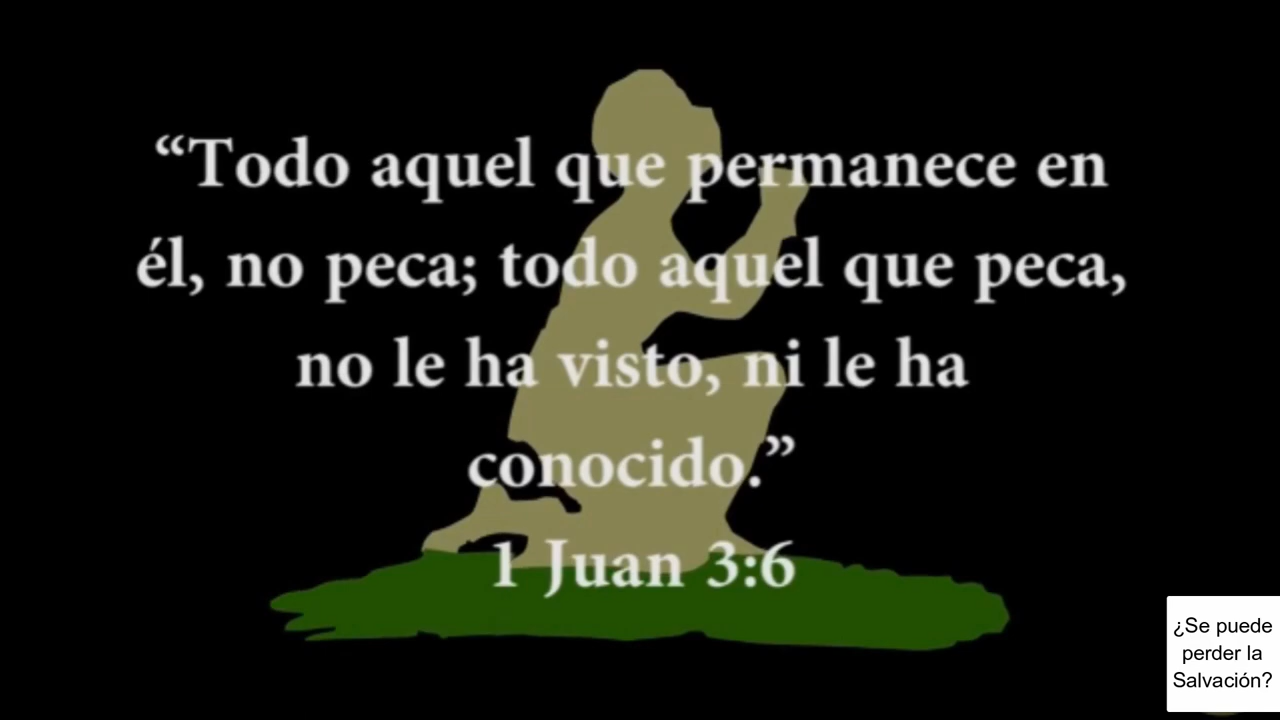 “Todo aquel que permanece en
él, no peca; todo aquel que peca,
no le ha visto, ni le ha
conocido.”
1 Juan 3:6
¿Se puede
perder la
Salvación?